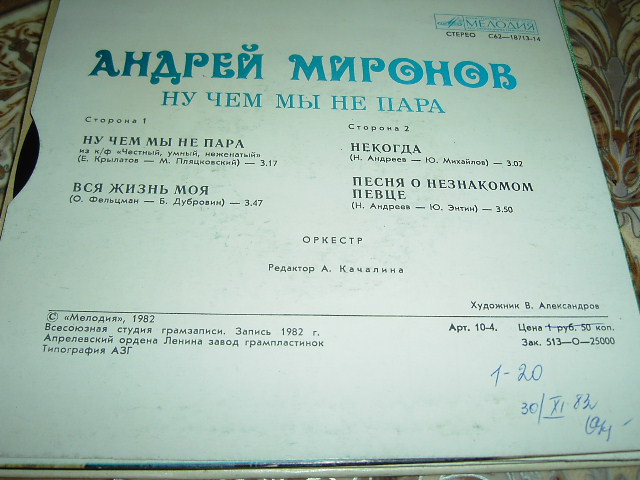 МЕЛОДИЯ
СТЕРЕО С62—18713-14
АНДРЕЙ МИРОНОВ
НУ ЧЕМ МЫ НЕ ПАРА
Сторона 1
НУ ЧЕМ МЫ НЕ ПАРА
из к/ф «Честный, умный, неженатый»
(Е. Крылатов — М. Пляцковский) — 3.17
ВСЯ ЖИЗНЬ МОЯ
(О. Фельцман — Б. Дубровин) — 3.47
Сторона 2
НЕКОГДА
(Н. Андреев — Ю. Михайлов) — 3.02
ПЕСНЯ О НЕЗНАКОМОМ
ПЕВЦЕ
(Н. Андреев — Ю. Энтин) — 3.50
ОРКЕСТР
Редактор А. Качалина
Художник В. Александров
© «Мелодия», 1982
Всесоюзная студия грамзаписи. Запись 1982 г.
Апрелевский ордена Ленина завод грампластинок
Типография АЗГ
Арт. 10-4. Цена 1 руб. 50 коп.
Зак. 513—О—25000
1-20
30/XI-82